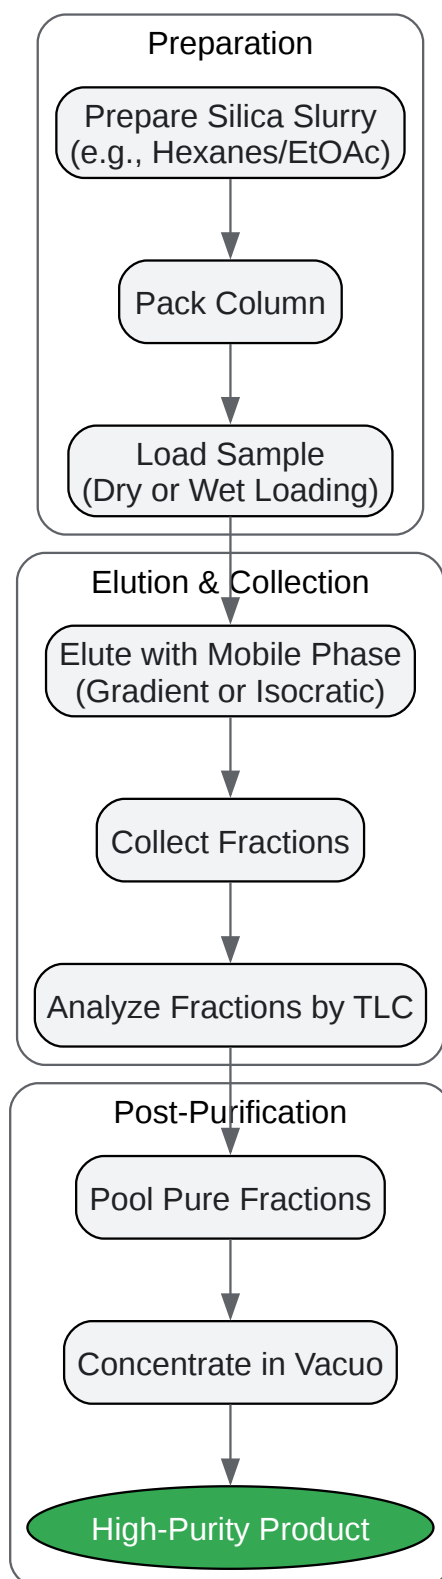 Preparation
Prepare Silica Slurry
(e.g., Hexanes/EtOAc)
Pack Column
Load Sample
(Dry or Wet Loading)
Elution & Collection
Elute with Mobile Phase
(Gradient or Isocratic)
Collect Fractions
Analyze Fractions by TLC
Post-Purification
Pool Pure Fractions
Concentrate in Vacuo
High-Purity Product